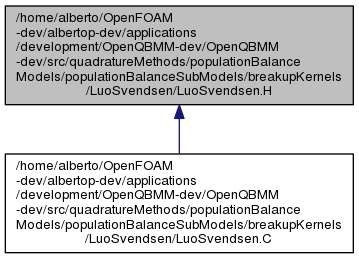 /home/alberto/OpenFOAM
-dev/albertop-dev/applications
/development/OpenQBMM-dev/OpenQBMM
-dev/src/quadratureMethods/populationBalance
Models/populationBalanceSubModels/breakupKernels
/LuoSvendsen/LuoSvendsen.H
/home/alberto/OpenFOAM
-dev/albertop-dev/applications
/development/OpenQBMM-dev/OpenQBMM
-dev/src/quadratureMethods/populationBalance
Models/populationBalanceSubModels/breakupKernels
/LuoSvendsen/LuoSvendsen.C